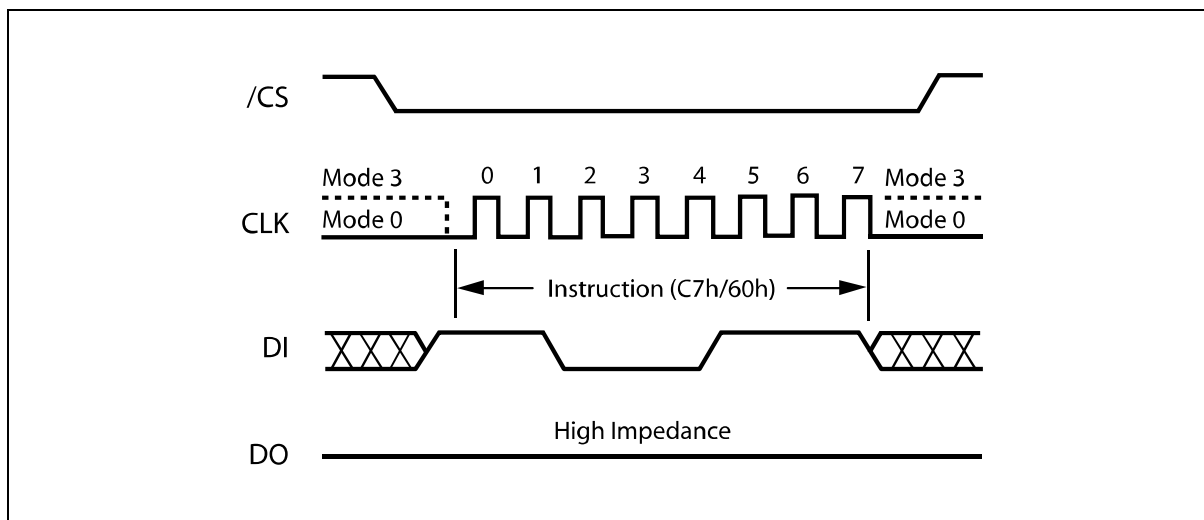 /CS
Mode 3 0 1 2 3 4 5 6 7 Mode 3
CLK Mode 0 Mode 0
Instruction (C7h/60h)
DI
High Impedance
DO